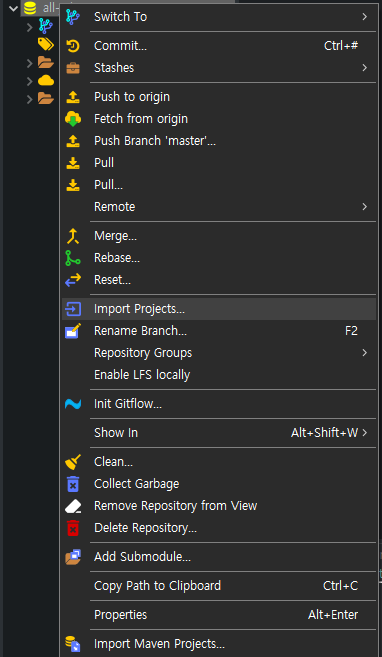 all-
Switch To
Commit... Ctrl+#
Stashes
Push to origin
Fetch from origin
Push Branch 'master'...
Pull
Pull...
Remote
Merge...
Rebase...
Reset...
Import Projects...
Rename Branch... F2
Repository Groups
Enable LFS locally
Init Gitflow...
Show In Alt+Shift+W
Clean...
Collect Garbage
Remove Repository from View
Delete Repository...
Add Submodule...
Copy Path to Clipboard Ctrl+C
Properties Alt+Enter
Import Maven Projects...